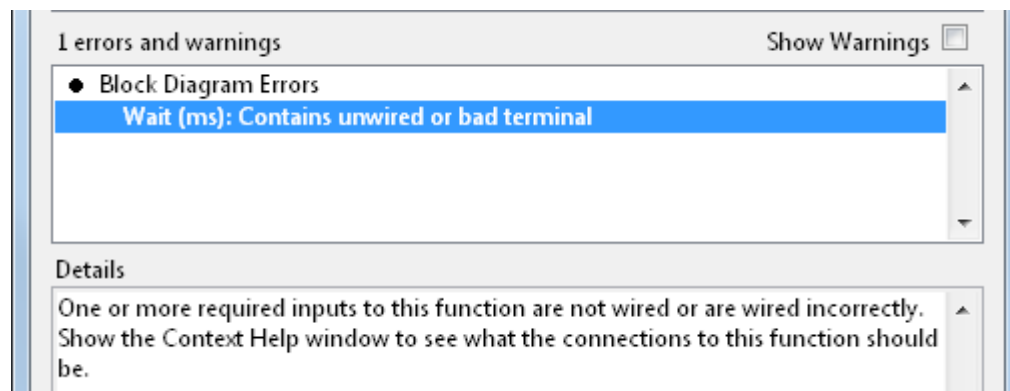 1 errors and warnings Show Warnings
Block Diagram Errors
Wait (ms): Contains unwired or bad terminal
Details
One or more required inputs to this function are not wired or are wired incorrectly.
Show the Context Help window to see what the connections to this function should
be.